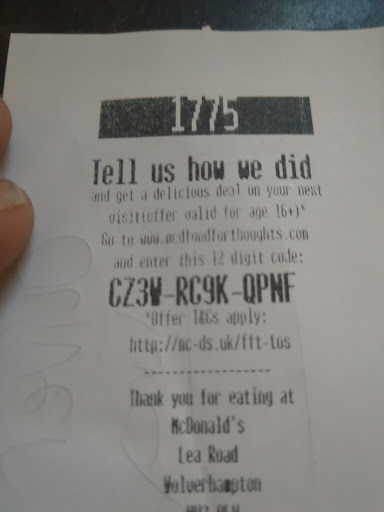 1775
Tell us how we did
and get a delicious deal on your next
visit(offer valid for age 16+)*
Go to www.mcdfoodforthoughts.com
and enter this 12 digit code:
CZ3W-RC9K-QPNF
*Offer T&Cs apply:
http://mc-ds.uk/fft-tos
-----------------
Thank you for eating at
McDonald's
Lea Road
Wolverhampton